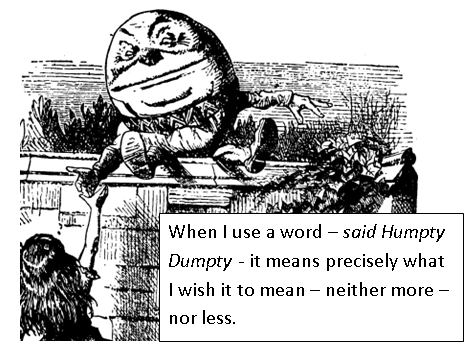 When I use a word – said Humpty
Dumpty - it means precisely what
I wish it to mean – neither more –
nor less.